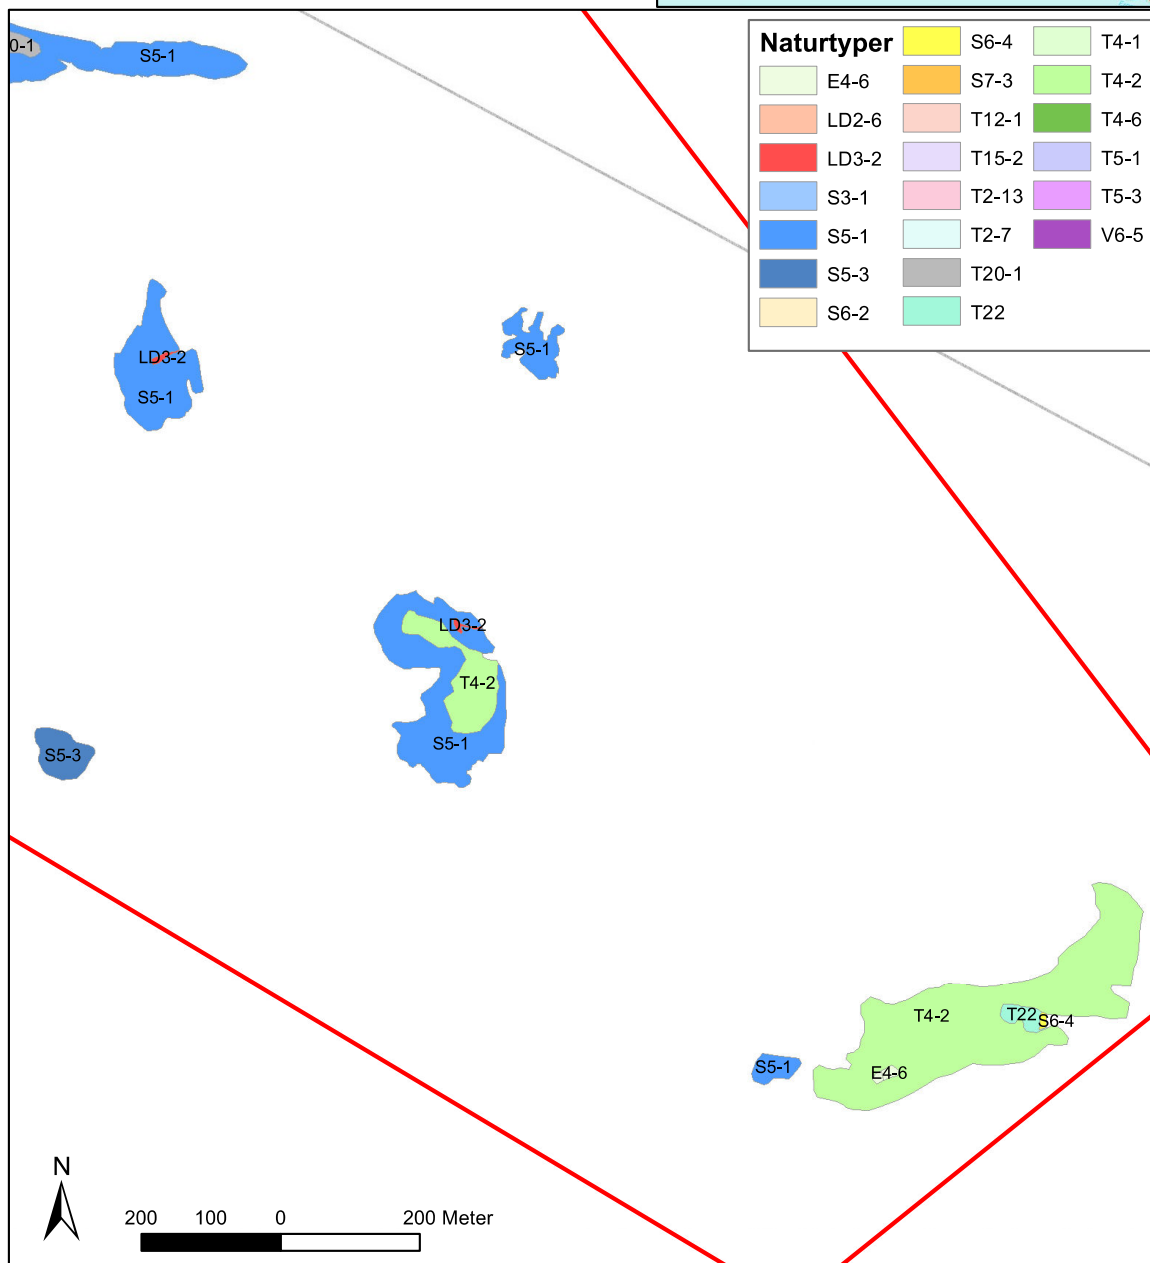 Naturtyper
E4-6
LD2-6
LD3-2
S3-1
S5-1
S5-3
S6-2
S6-4
S7-3
T12-1
T15-2
T2-13
T2-7
T20-1
T22
T4-1
T4-2
T4-6
T5-1
T5-3
V6-5
0-1
S5-1
LD3-2
S5-1
S5-1
LD3-2
T4-2
S5-1
S5-3
T4-2
T22
S6-4
S5-1
E4-6
N
200 100 0 200 Meter